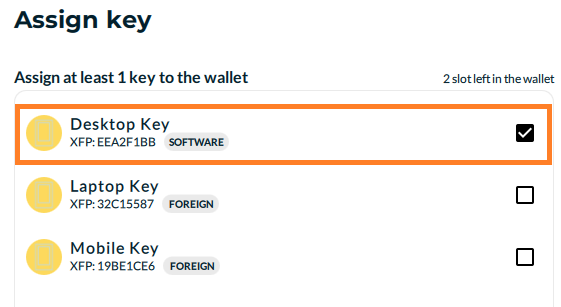 Assign key
Assign at least 1 key to the wallet
2 slot left in the wallet
Desktop Key
XFP: EEA2F1BB SOFTWARE
Laptop Key
XFP: 32C15587 FOREIGN
Mobile Key
XFP: 19BE1CE6 FOREIGN